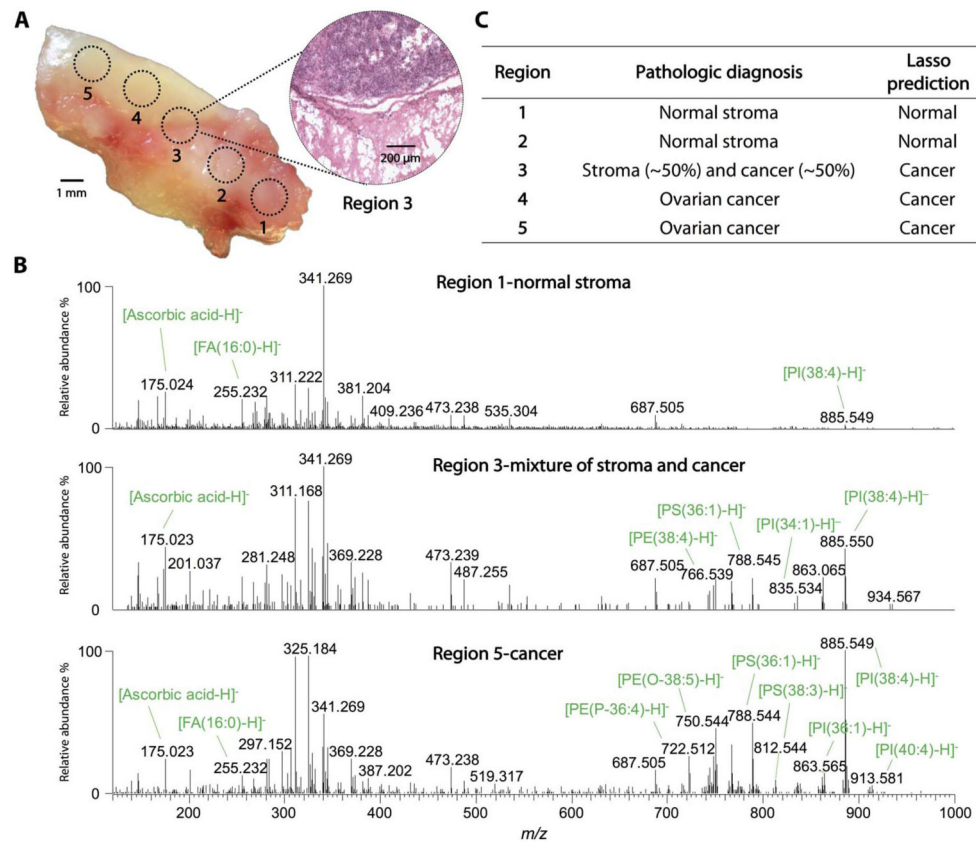 A
5
4
3
2
1
1 mm
200 µm
Region 3
C
Region Pathologic diagnosis Lasso prediction
1 Normal stroma Normal
2 Normal stroma Normal
3 Stroma (~50%) and cancer (~50%) Cancer
4 Ovarian cancer Cancer
5 Ovarian cancer Cancer
B
Region 1-normal stroma
Relative abundance %
100
0
[Ascorbic acid-H]⁻
175.024
[FA(16:0)-H]⁻
255.232
311.222
341.269
381.204
409.236
473.238
535.304
687.505
[PI(38:4)-H]⁻
885.549
Region 3-mixture of stroma and cancer
Relative abundance %
100
0
[Ascorbic acid-H]⁻
175.023
201.037
281.248
311.168
341.269
369.228
473.239
487.255
687.505
[PE(38:4)-H]⁻
766.539
[PS(36:1)-H]⁻
788.545
[PI(34:1)-H]⁻
835.534
863.065
[PI(38:4)-H]⁻
885.550
934.567
Region 5-cancer
Relative abundance %
100
0
[Ascorbic acid-H]⁻
175.023
[FA(16:0)-H]⁻
255.232
297.152
325.184
341.269
369.228
387.202
473.238
519.317
687.505
[PE(P-36:4)-H]⁻
722.512
[PE(O-38:5)-H]⁻
750.544
[PS(36:1)-H]⁻
788.544
[PS(38:3)-H]⁻
812.544
[PI(36:1)-H]⁻
863.565
885.549
[PI(38:4)-H]⁻
[PI(40:4)-H]⁻
913.581
200 300 400 500 600 700 800 900 1000
m/z